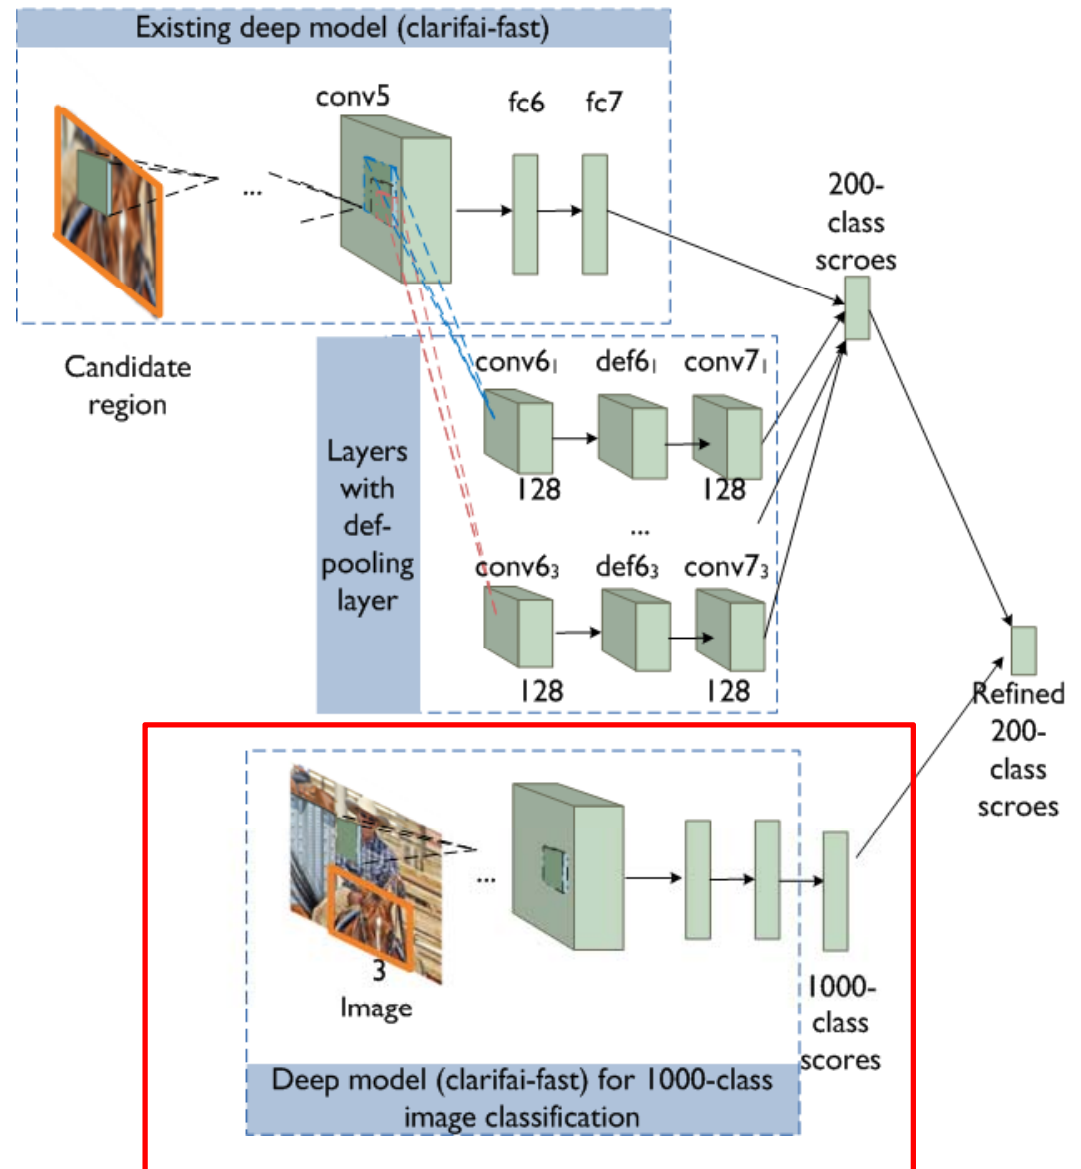 Existing deep model (clarifai-fast)
conv5
fc6
fc7
...
Candidate
region
200-
class
scroes
Layers
with
def-
pooling
layer
conv6₁
def6₁
conv7₁
128
128
...
conv6₃
def6₃
conv7₃
128
128
Refined
200-
class
scroes
...
3
Image
1000-
class
scores
Deep model (clarifai-fast) for 1000-class
image classification